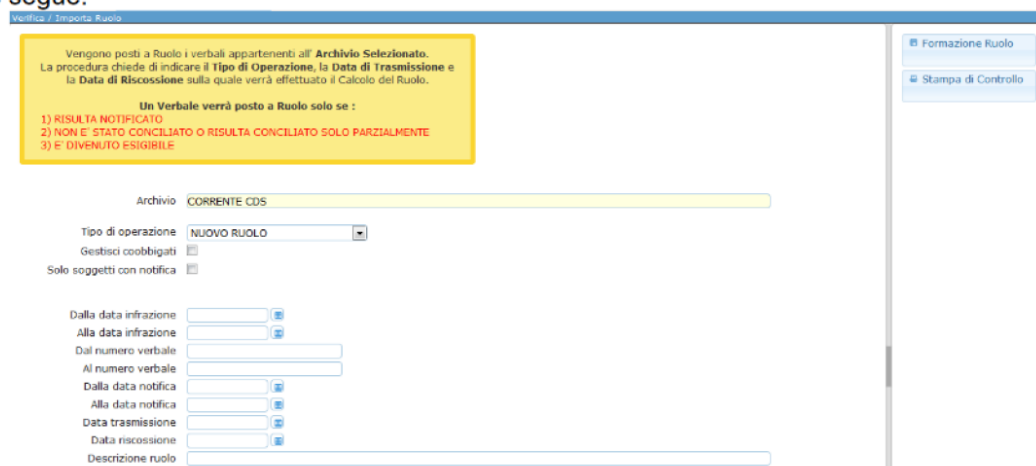 segue:
Verifica / Importa Ruolo
Vengono posti a Ruolo i verbali appartenenti all' Archivio Selezionato.
La procedura chiede di indicare il Tipo di Operazione, la Data di Trasmissione e
la Data di Riscossione sulla quale verrà effettuato il Calcolo del Ruolo.
Un Verbale verrà posto a Ruolo solo se :
1) RISULTA NOTIFICATO
2) NON E' STATO CONCILIATO O RISULTA CONCILIATO SOLO PARZIALMENTE
3) E' DIVENUTO ESIGIBILE
Formazione Ruolo
Stampa di Controllo
Archivio CORRENTE CDS
Tipo di operazione NUOVO RUOLO
Gestisci coobbigati
Solo soggetti con notifica
Dalla data infrazione
Alla data infrazione
Dal numero verbale
Al numero verbale
Dalla data notifica
Alla data notifica
Data trasmissione
Data riscossione
Descrizione ruolo